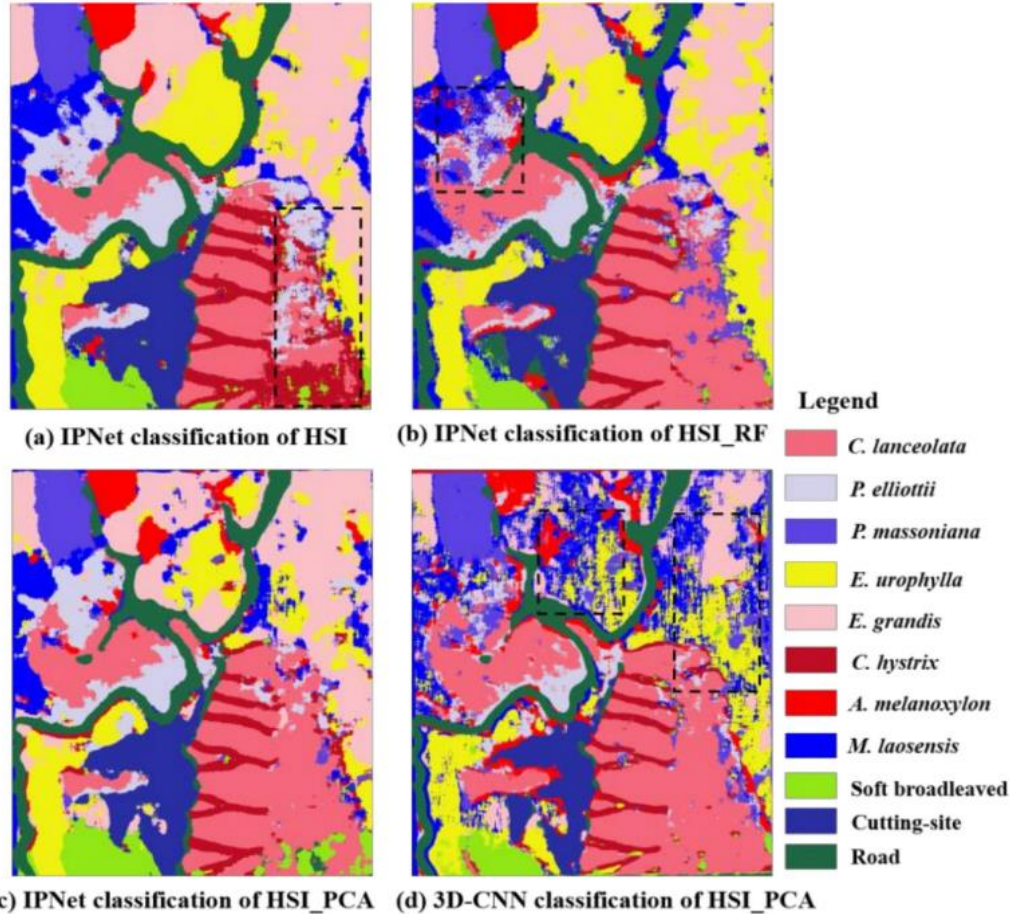 (a) IPNet classification of HSI
(b) IPNet classification of HSI_RF
Legend
C. lanceolata
P. elliottii
P. massoniana
E. urophylla
E. grandis
C. hystrix
A. melanoxylon
M. laosensis
Soft broadleaved
Cutting-site
Road
c) IPNet classification of HSI_PCA
(d) 3D-CNN classification of HSI_PCA